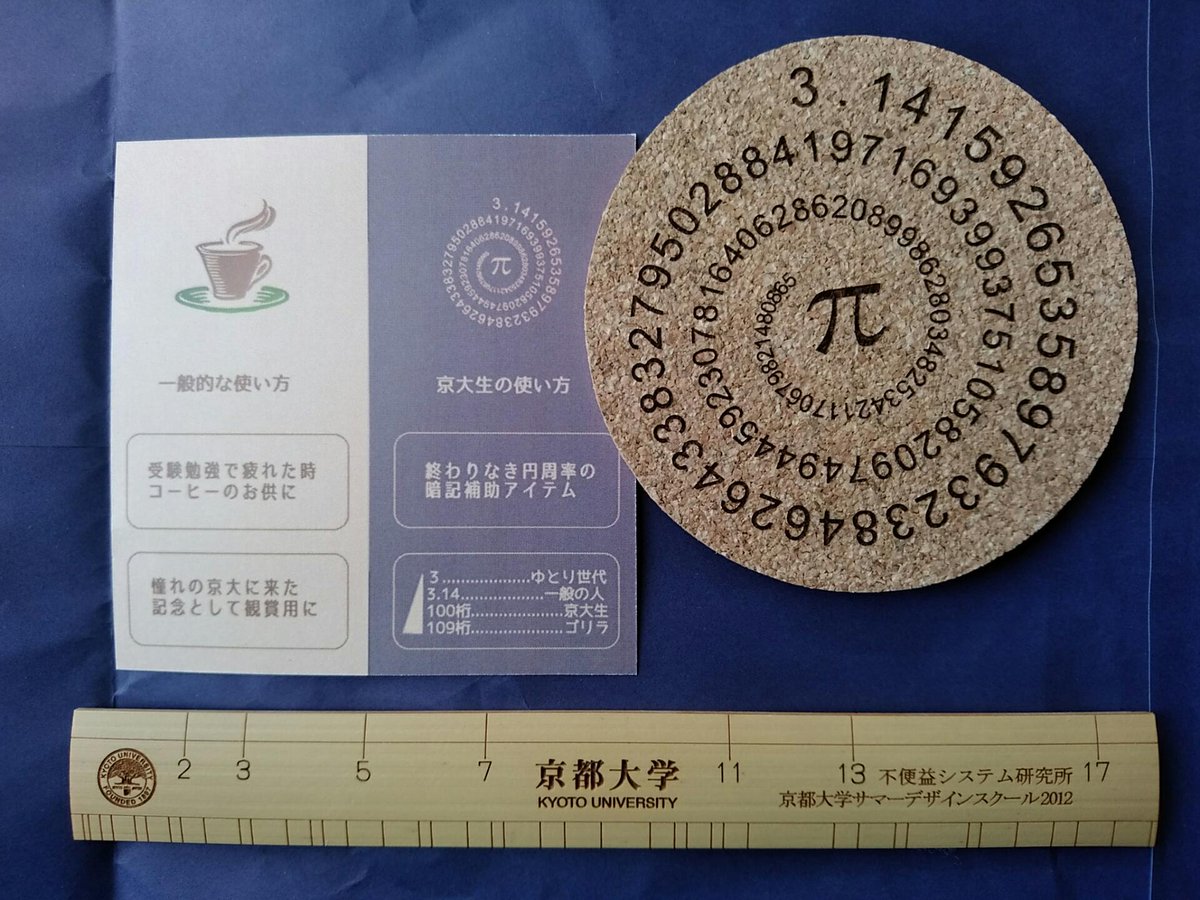 3.14159265358979323846264338327950288419716939937510582097494459230781640628620899
π
一般的な使い方
受験勉強で疲れた時
コーヒーのお供に
憧れの京大に来た
記念として観賞用に
京大生の使い方
終わりなき円周率の
暗記補助アイテム
3....................ゆとり世代
3.14....................一般の人
100桁....................京大生
109桁.....................ゴリラ
3.1415926535897932384626433832795028841971693993751058209749445923078164062862089986280348253421170679821480865
π
KYOTO UNIVERSITY
FOUNDED 1897
2 3 5 7 京都大学 11 13 不便益システム研究所 17
KYOTO UNIVERSITY 京都大学サマーデザインスクール2012